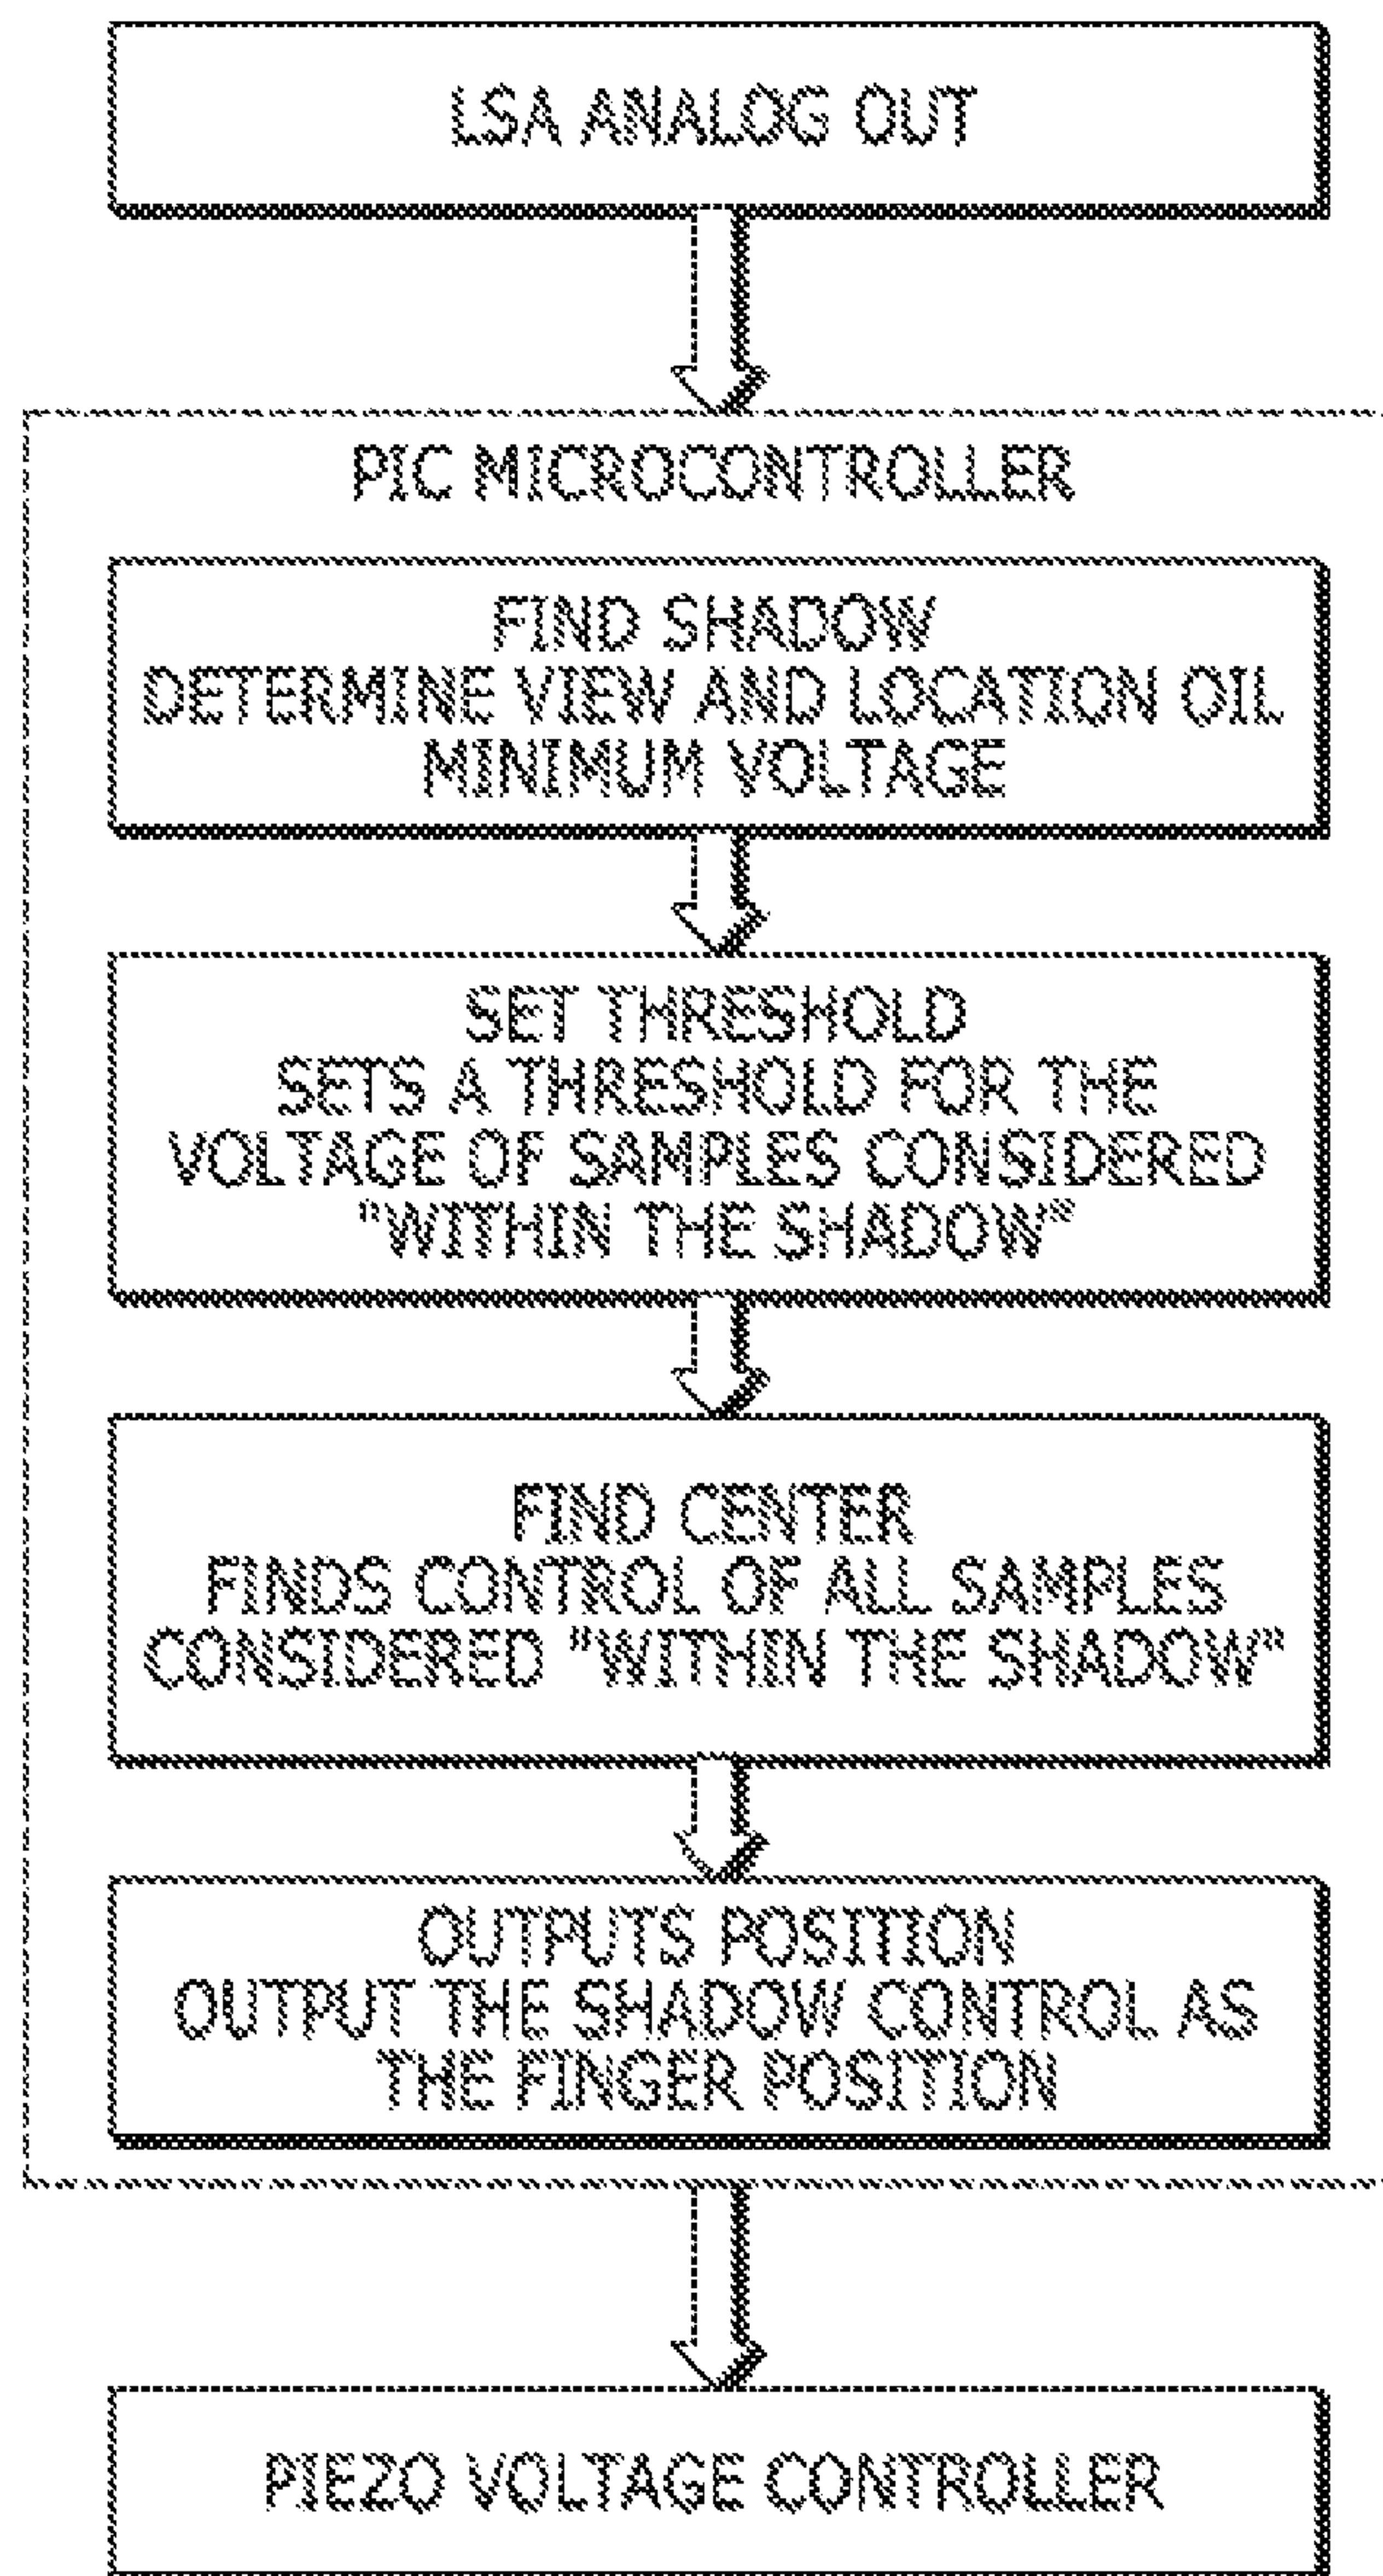 LSA ANALOG OUT
PIC MICROCONTROLLER
FIND SHADOW
DETERMINE VIEW AND LOCATION OIL
MINIMUM VOLTAGE
SET THRESHOLD
SETS A THRESHOLD FOR THE
VOLTAGE OF SAMPLES CONSIDERED
"WITHIN THE SHADOW"
FIND CENTER
FINDS CONTROL OF ALL SAMPLES
CONSIDERED "WITHIN THE SHADOW"
OUTPUTS POSITION
OUTPUT THE SHADOW CONTROL AS
THE FINGER POSITION
PIEZO VOLTAGE CONTROLLER